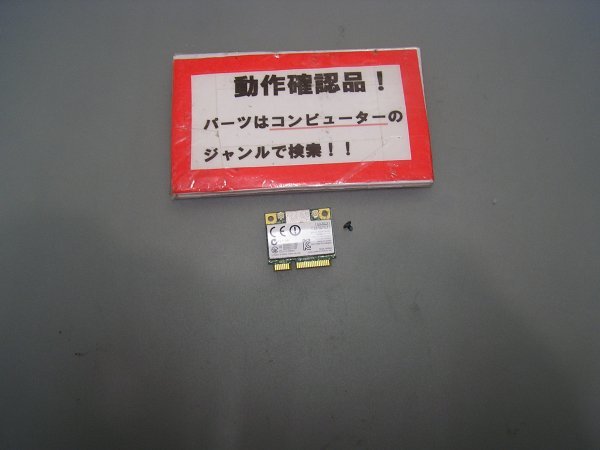 動作確認品！
パーツはコンピューターの
ジャンルで検索！！
CE